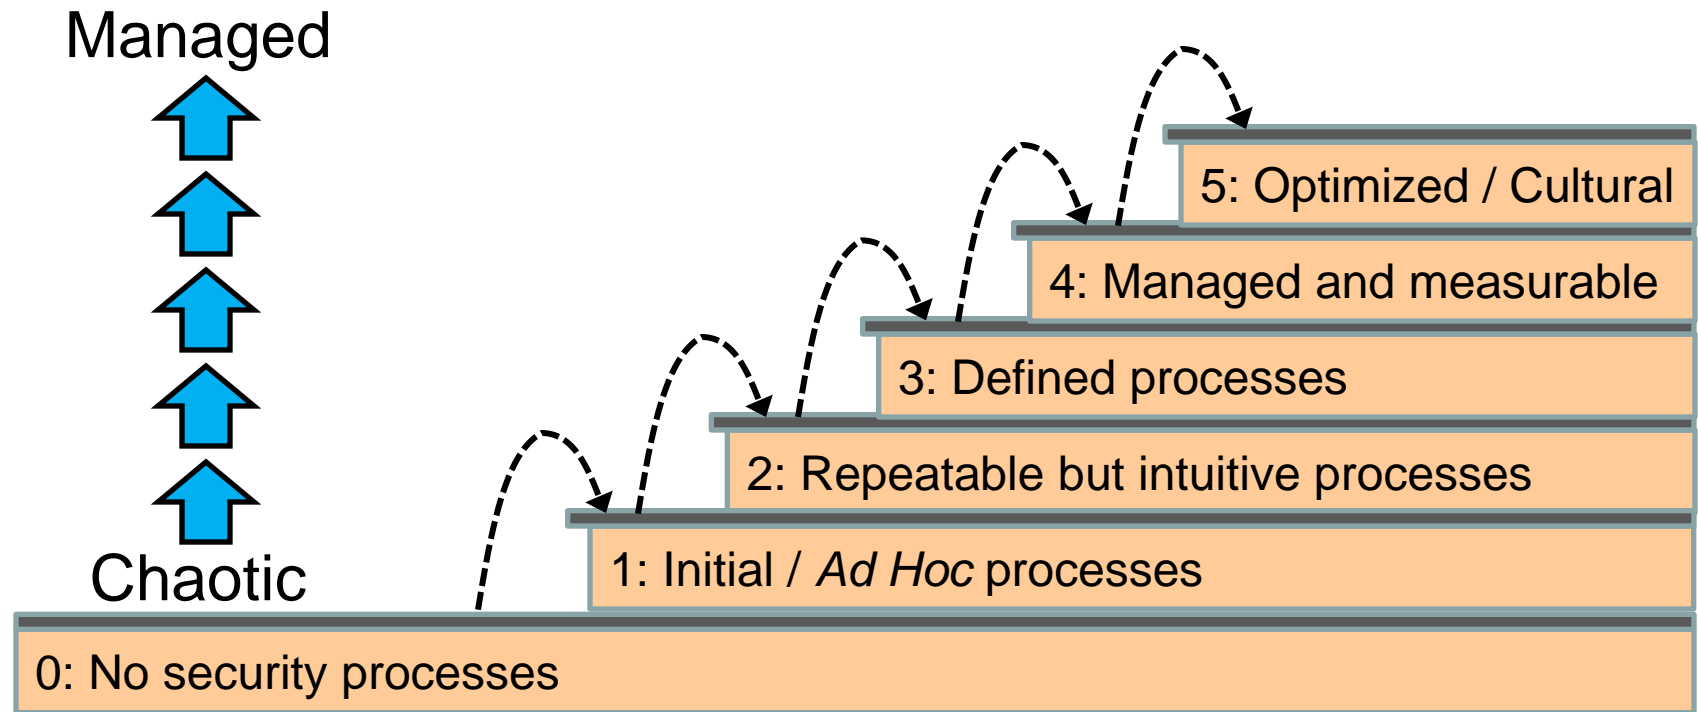 Managed
5: Optimized / Cultural
4: Managed and measurable
3: Defined processes
2: Repeatable but intuitive processes
1: Initial / Ad Hoc processes
Chaotic
0: No security processes